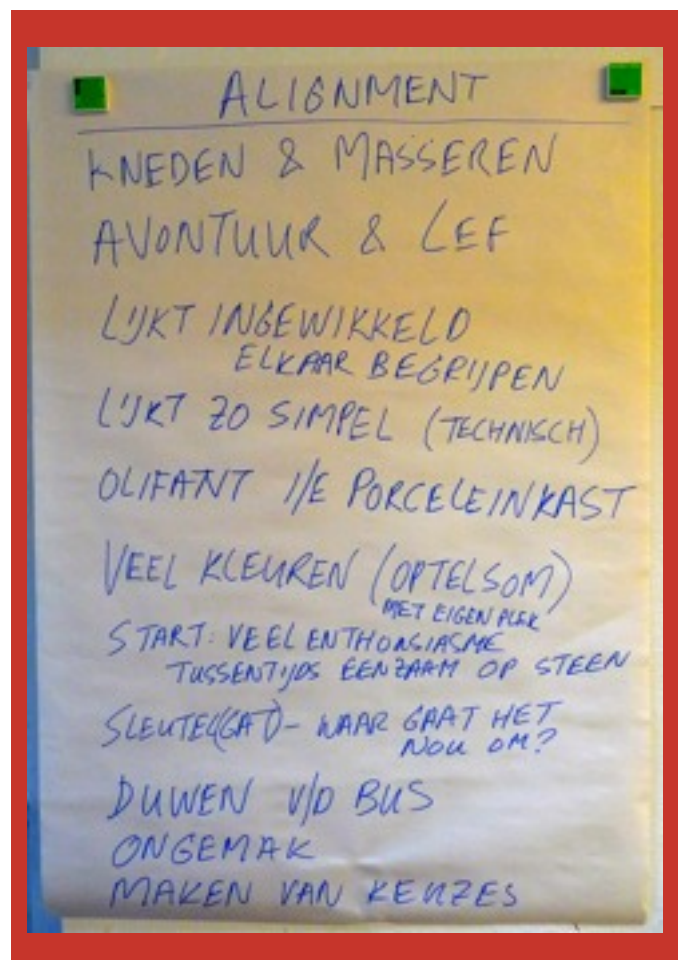 ALIGNMENT
KNEDEN & MASSEREN
AVONTUUR & LEF
LIJKT INGEWIKKELD
ELKAAR BEGRIJPEN
LIJKT ZO SIMPEL (TECHNISCH)
OLIFANT I/E PORCELEINKAST
VEEL KLEUREN (OPTELSOM)
MET EIGEN PLEK
START: VEEL ENTHOUSIASME
TUSSENTIJDS EENZAAM OP STEEN
SLEUTEL(GAT) - WAAR GAAT HET
NOU OM?
DUWEN V/D BUS
ONGEMAK
MAKEN VAN KEUZES